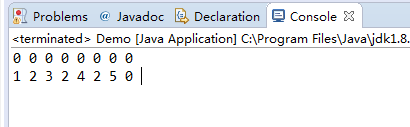 Problems @ Javadoc Declaration Console
<terminated> Demo [Java Application] C:\Program Files\Java\jdk1.8.
0 0 0 0 0 0 0 0
1 2 3 2 4 2 5 0